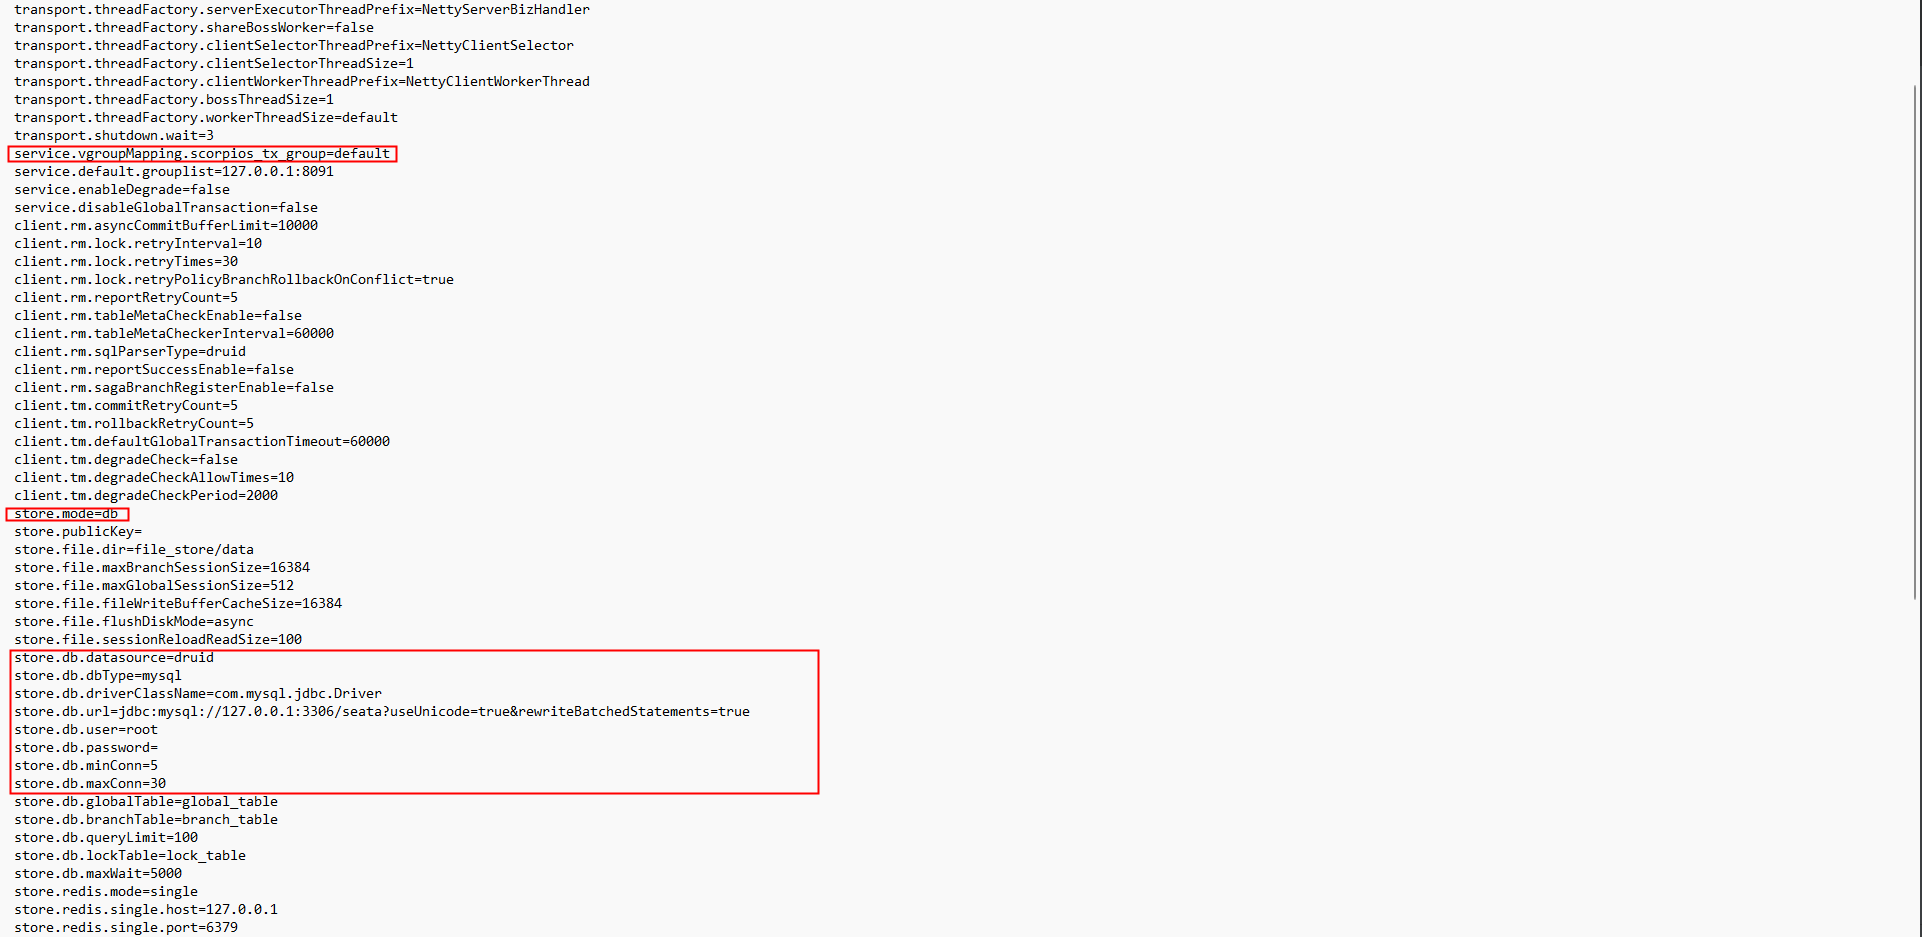 transport.threadFactory.serverExecutorThreadPrefix=NettyServerBizHandler
transport.threadFactory.shareBossWorker=false
transport.threadFactory.clientSelectorThreadPrefix=NettyClientSelector
transport.threadFactory.clientSelectorThreadSize=1
transport.threadFactory.clientWorkerThreadPrefix=NettyClientWorkerThread
transport.threadFactory.bossThreadSize=1
transport.threadFactory.workerThreadSize=default
transport.shutdown.wait=3
service.vgroupMapping.scorpios_tx_group=default
service.default.grouplist=127.0.0.1:8091
service.enableDegrade=false
service.disableGlobalTransaction=false
client.rm.asyncCommitBufferLimit=10000
client.rm.lock.retryInterval=10
client.rm.lock.retryTimes=30
client.rm.lock.retryPolicyBranchRollbackOnConflict=true
client.rm.reportRetryCount=5
client.rm.tableMetaCheckEnable=false
client.rm.tableMetaCheckerInterval=60000
client.rm.sqlParserType=druid
client.rm.reportSuccessEnable=false
client.rm.sagaBranchRegisterEnable=false
client.tm.commitRetryCount=5
client.tm.rollbackRetryCount=5
client.tm.defaultGlobalTransactionTimeout=60000
client.tm.degradeCheck=false
client.tm.degradeCheckAllowTimes=10
client.tm.degradeCheckPeriod=2000
store.mode=db
store.publicKey=
store.file.dir=file_store/data
store.file.maxBranchSessionSize=16384
store.file.maxGlobalSessionSize=512
store.file.fileWriteBufferCacheSize=16384
store.file.flushDiskMode=async
store.file.sessionReloadReadSize=100
store.db.datasource=druid
store.db.dbType=mysql
store.db.driverClassName=com.mysql.jdbc.Driver
store.db.url=jdbc:mysql://127.0.0.1:3306/seata?useUnicode=true&rewriteBatchedStatements=true
store.db.user=root
store.db.password=
store.db.minConn=5
store.db.maxConn=30
store.db.globalTable=global_table
store.db.branchTable=branch_table
store.db.queryLimit=100
store.db.lockTable=lock_table
store.db.maxWait=5000
store.redis.mode=single
store.redis.single.host=127.0.0.1
store.redis.single.port=6379